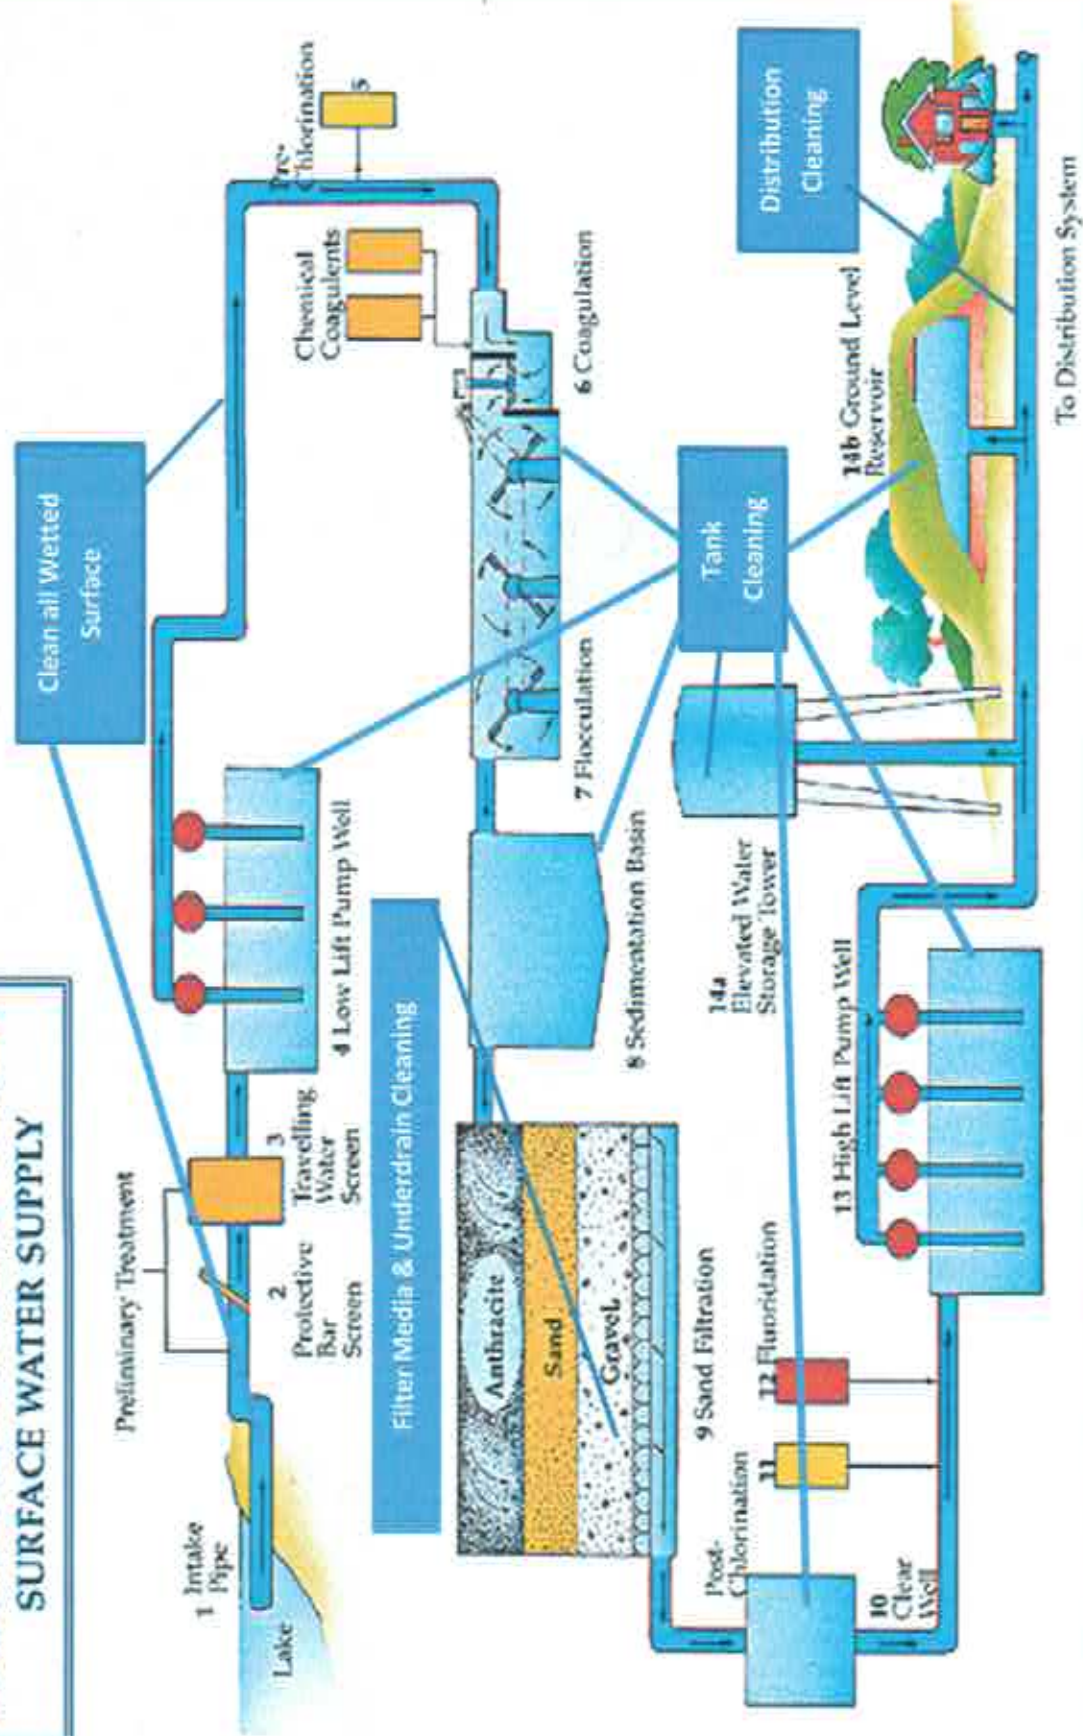 SURFACE WATER SUPPLY
Clean all Wetted
Surface
Preliminary Treatment
1 Intake
Pipe
Lake
2
Protective
Bar
Screen
3
Travelling
Water
Screen
4 Low Lift Pump Well
Pre-
Chlorination
5
Chemical
Coagulents
6 Coagulation
7 Flocculation
8 Sedimentation Basin
Filter Media & Underdrain Cleaning
Anthracite
Sand
Gravel
9 Sand Filtration
Tank
Cleaning
Post-
Chlorination
10
Clear
Well
11
12 Fluoridation
13 High Lift Pump Well
14a
Elevated Water
Storage Tower
14b Ground Level
Reservoir
Distribution
Cleaning
To Distribution System